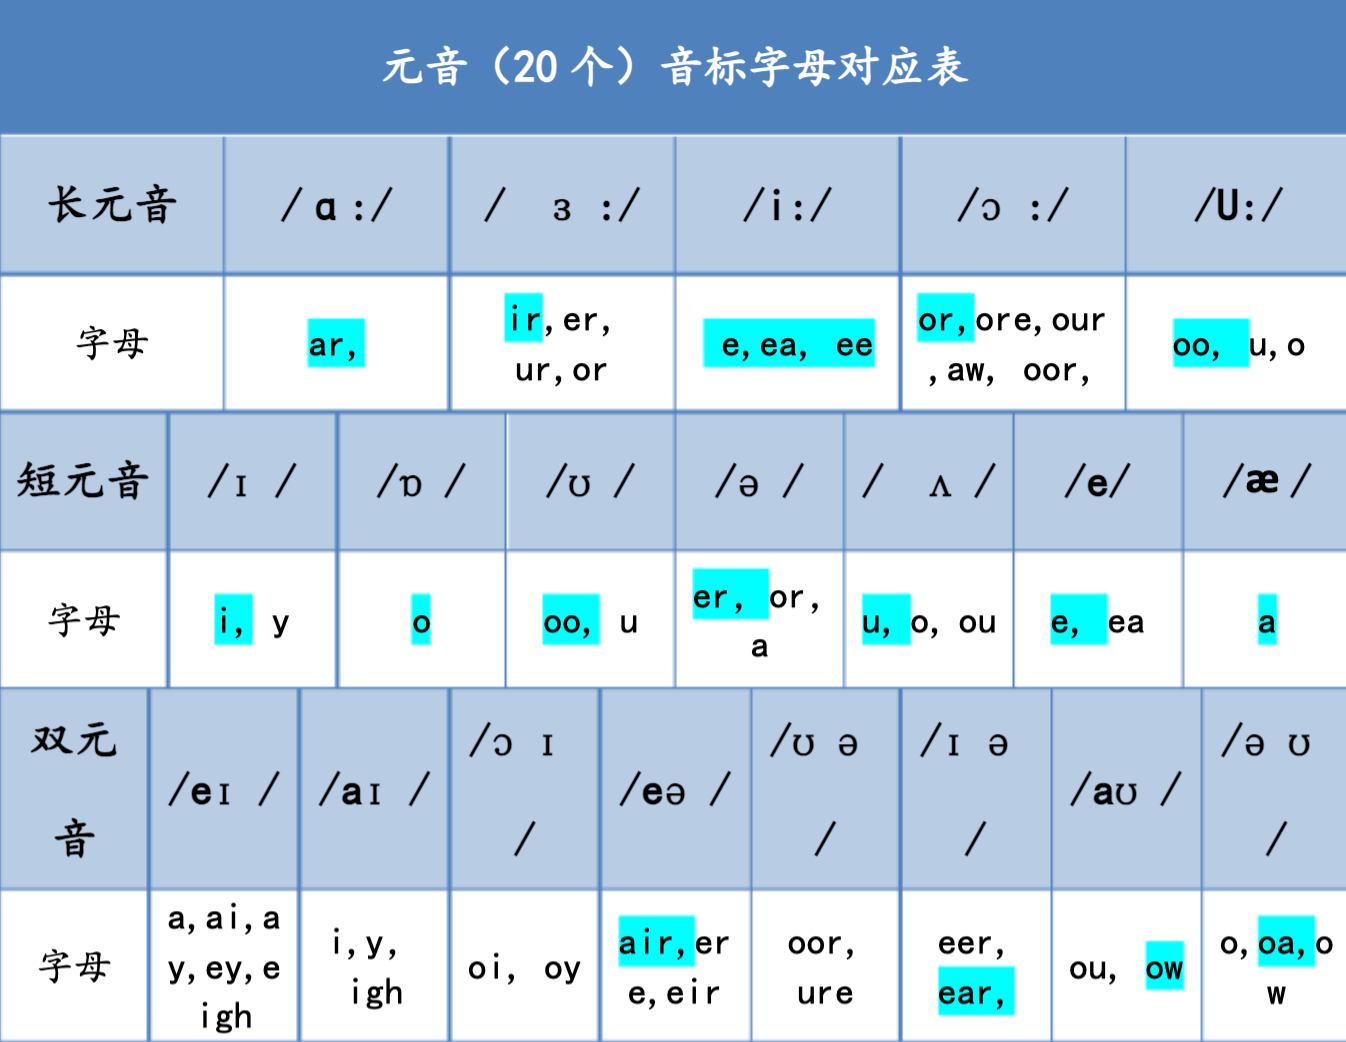 元音（20 个）音标字母对应表
长元音 /ɑ:/ / ɜ :/ /i:/ /ɔ :/ /U:/
字母 ar, ir,er, ur,or e,ea, ee or,ore,our ,aw, oor, oo, u,o
短元音 /ɪ / /ɒ / /ʊ / /ə / / ʌ / /e/ /æ /
字母 i, y o oo, u er, or, a u, o, ou e, ea a
双元音 /eɪ / /aɪ / /ɔ ɪ / /eə / /ʊ ə / /ɪ ə / /aʊ / /ə ʊ /
字母 a,ai,ay,ey,eigh i,y, igh oi, oy air,ere,eir oor, ure eer, ear, ou, ow o,oa,ow